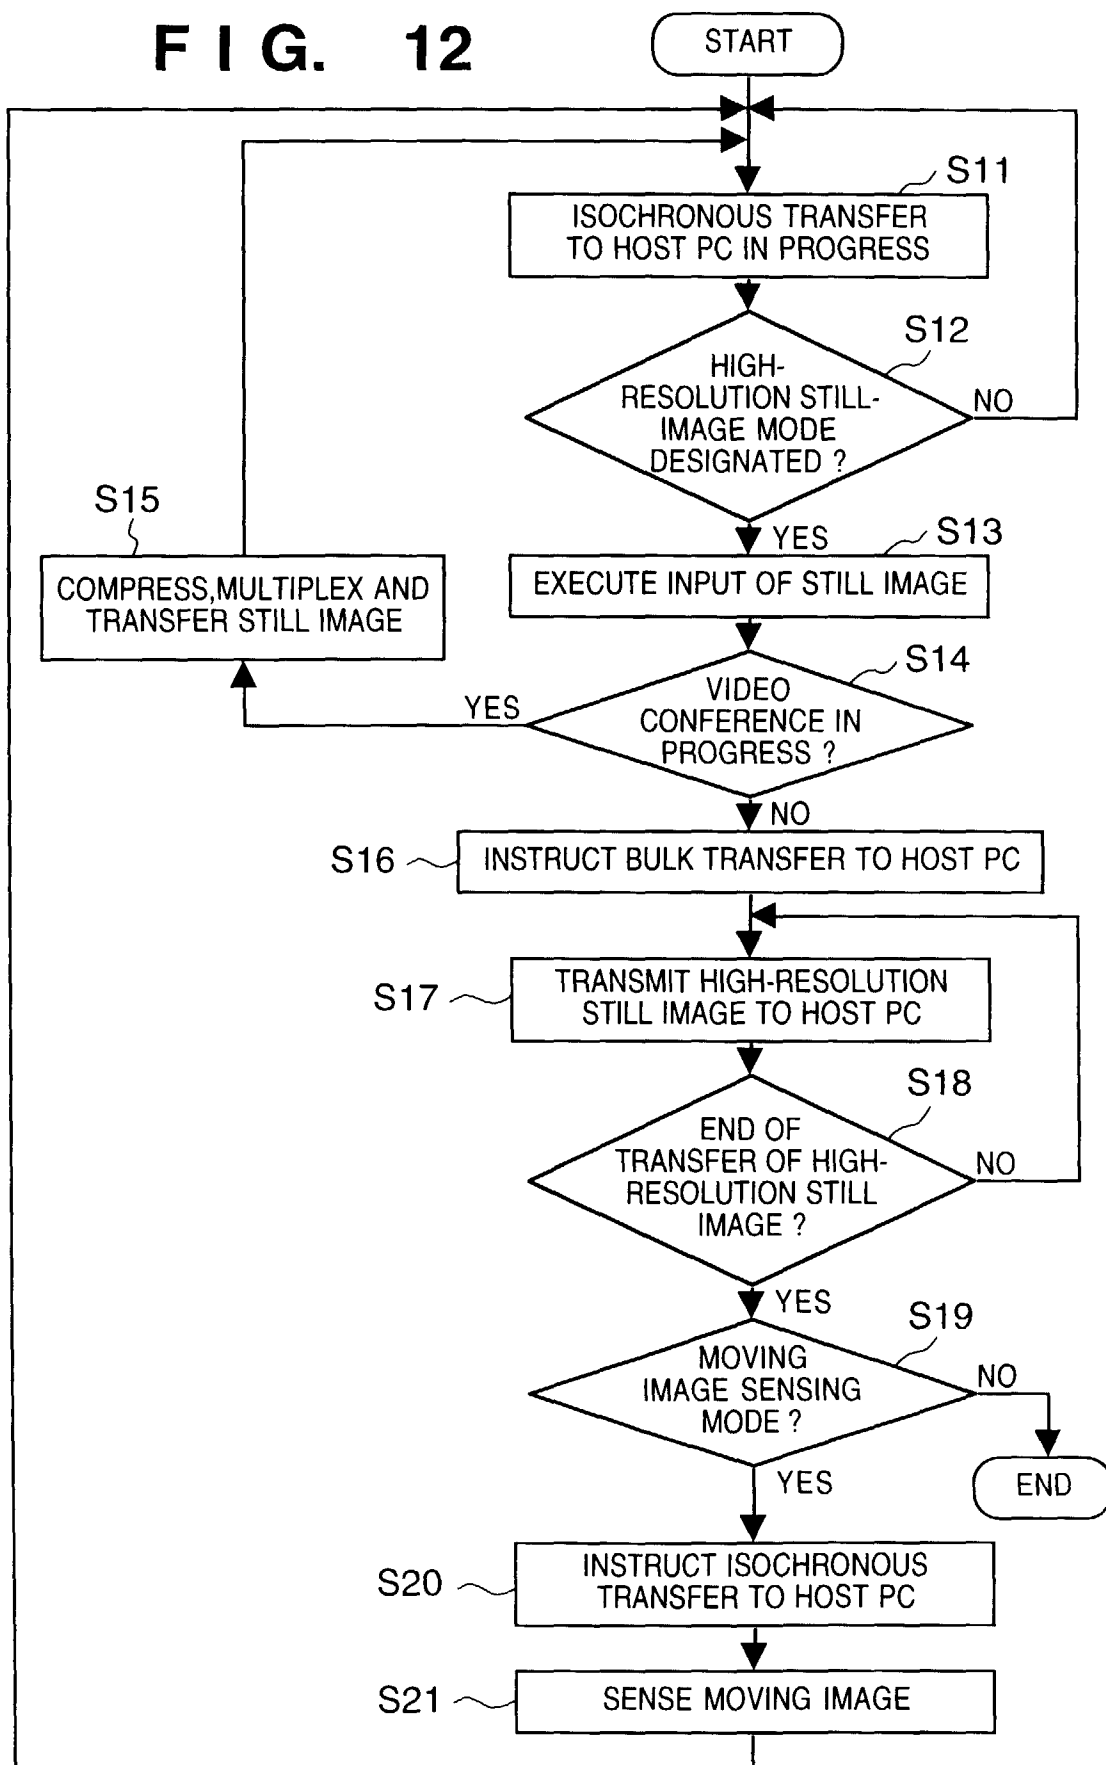 FIG. 12
START
S11
ISOCHRONOUS TRANSFER
TO HOST PC IN PROGRESS
S12
HIGH-
RESOLUTION STILL-
IMAGE MODE
DESIGNATED ?
NO
YES
S13
EXECUTE INPUT OF STILL IMAGE
S15
COMPRESS,MULTIPLEX AND
TRANSFER STILL IMAGE
S14
VIDEO
CONFERENCE IN
PROGRESS ?
YES
NO
S16
INSTRUCT BULK TRANSFER TO HOST PC
S17
TRANSMIT HIGH-RESOLUTION
STILL IMAGE TO HOST PC
S18
END OF
TRANSFER OF HIGH-
RESOLUTION STILL
IMAGE ?
NO
YES
S19
MOVING
IMAGE SENSING
MODE ?
NO
END
YES
S20
INSTRUCT ISOCHRONOUS
TRANSFER TO HOST PC
S21
SENSE MOVING IMAGE